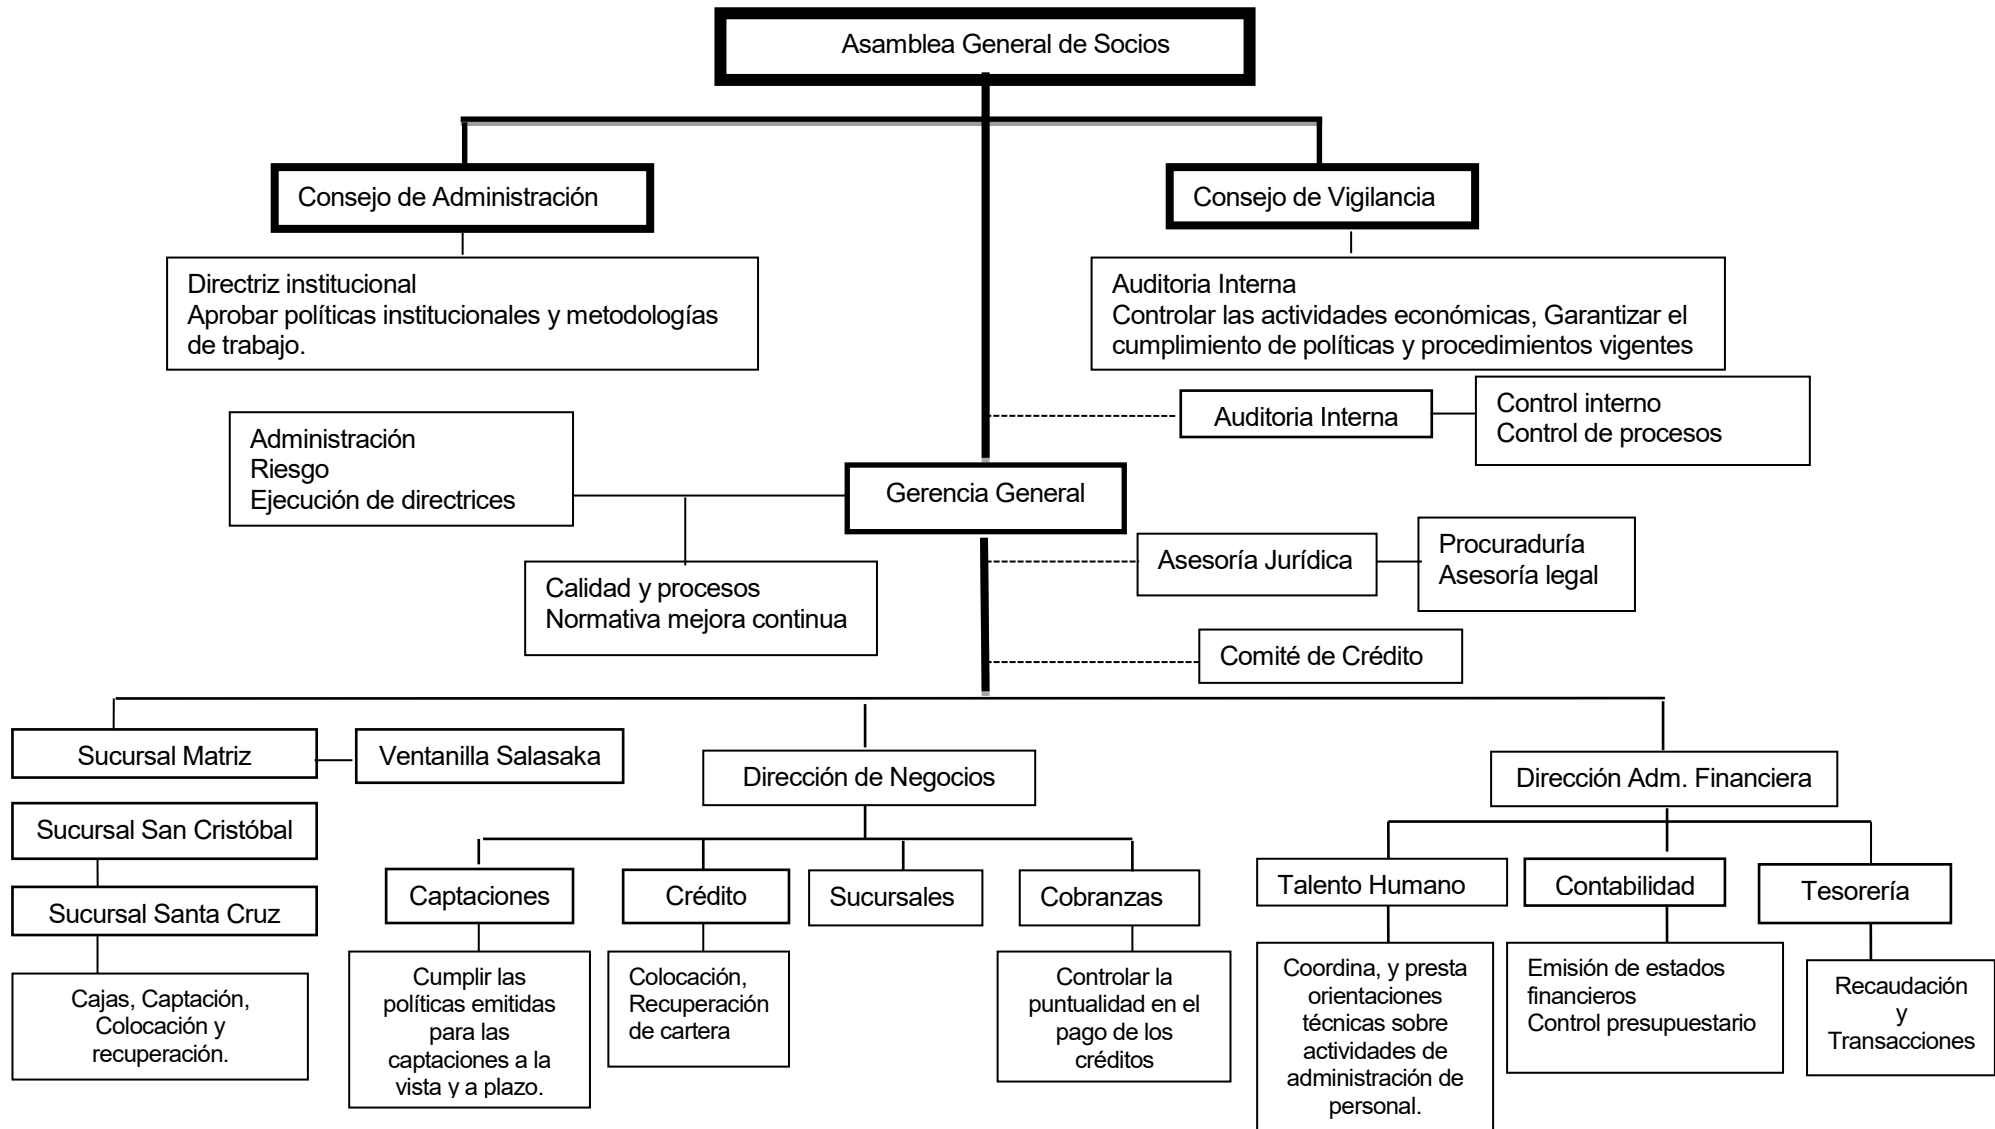 Asamblea General de Socios
Consejo de Administración
Consejo de Vigilancia
Directriz institucional
Aprobar políticas institucionales y metodologías
de trabajo.
Auditoria Interna
Controlar las actividades económicas, Garantizar el
cumplimiento de políticas y procedimientos vigentes
Auditoria Interna
Control interno
Control de procesos
Administración
Riesgo
Ejecución de directrices
Gerencia General
Calidad y procesos
Normativa mejora continua
Asesoría Jurídica
Procuraduría
Asesoría legal
Comité de Crédito
Sucursal Matriz
Ventanilla Salasaka
Sucursal San Cristóbal
Sucursal Santa Cruz
Cajas, Captación,
Colocación y
recuperación.
Dirección de Negocios
Captaciones
Crédito
Sucursales
Cobranzas
Cumplir las
políticas emitidas
para las
captaciones a la
vista y a plazo.
Colocación,
Recuperación
de cartera
Controlar la
puntualidad en el
pago de los
créditos
Dirección Adm. Financiera
Talento Humano
Contabilidad
Tesorería
Coordina, y presta
orientaciones
técnicas sobre
actividades de
administración de
personal.
Emisión de estados
financieros
Control presupuestario
Recaudación
y
Transacciones